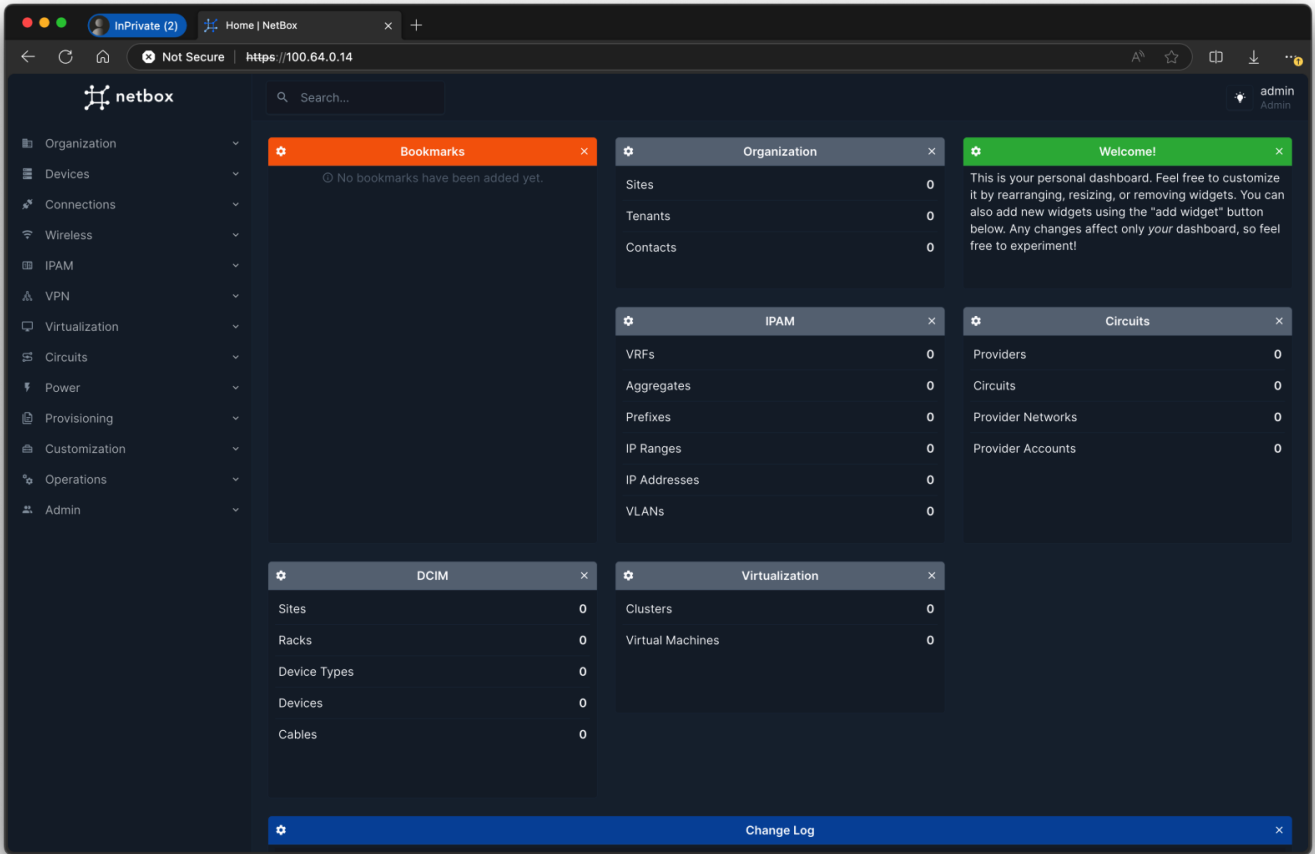 InPrivate (2)
Home | NetBox
Not Secure
https://100.64.0.14
netbox
Search...
admin
Admin
Organization
Devices
Connections
Wireless
IPAM
VPN
Virtualization
Circuits
Power
Provisioning
Customization
Operations
Admin
Bookmarks
No bookmarks have been added yet.
Organization
Sites 0
Tenants 0
Contacts 0
Welcome!
This is your personal dashboard. Feel free to customize
it by rearranging, resizing, or removing widgets. You can
also add new widgets using the "add widget" button
below. Any changes affect only your dashboard, so feel
free to experiment!
IPAM
VRFs 0
Aggregates 0
Prefixes 0
IP Ranges 0
IP Addresses 0
VLANs 0
Circuits
Providers 0
Circuits 0
Provider Networks 0
Provider Accounts 0
DCIM
Sites 0
Racks 0
Device Types 0
Devices 0
Cables 0
Virtualization
Clusters 0
Virtual Machines 0
Change Log